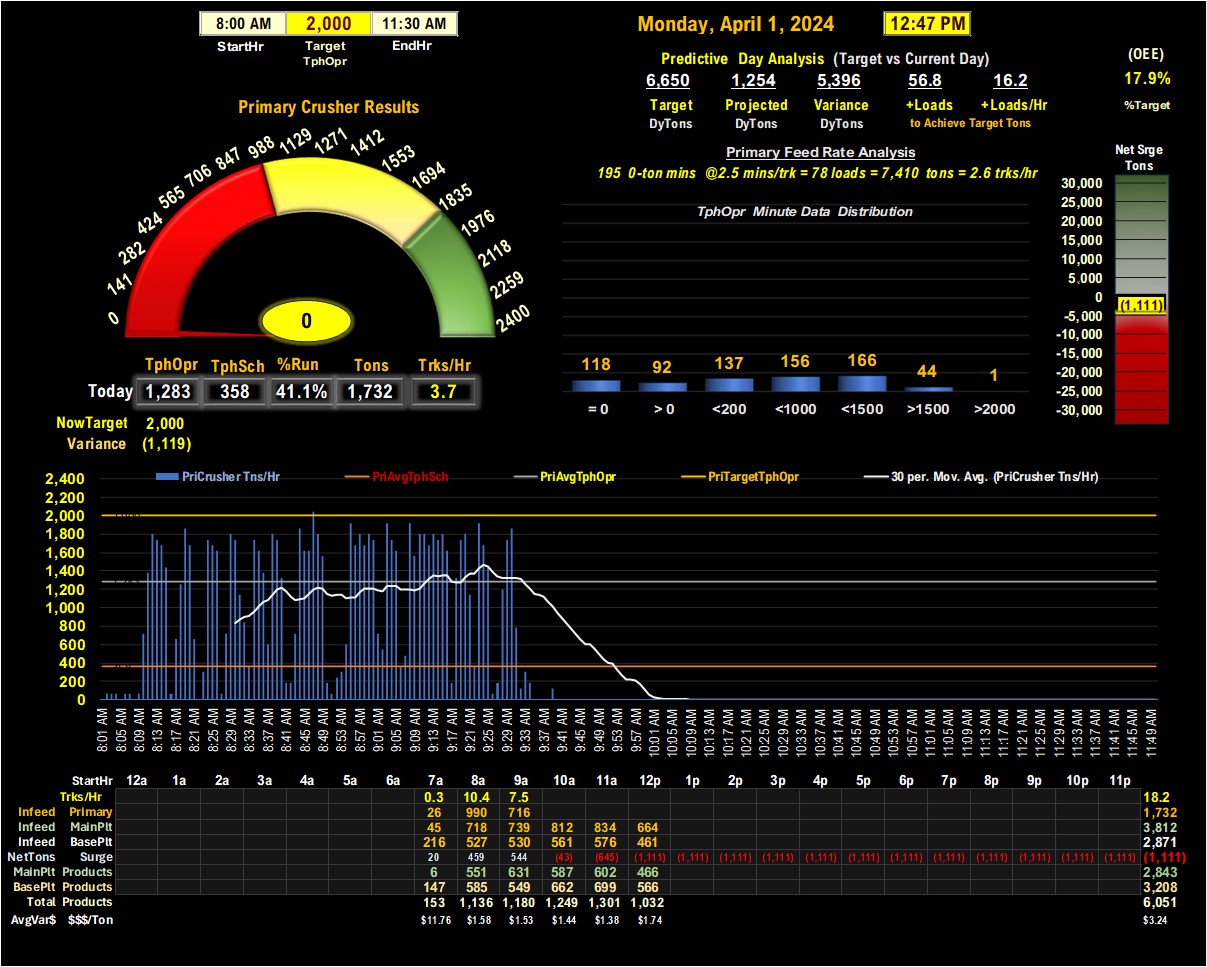 8:00 AM 2,000 11:30 AM
StartHr Target TphOpr EndHr
Monday, April 1, 2024 12:47 PM
Predictive Day Analysis (Target vs Current Day)
6,650 1,254 5,396 56.8 16.2
Target Projected Variance +Loads +Loads/Hr
DyTons DyTons DyTons to Achieve Target Tons
(OEE)
17.9%
%Target
Primary Crusher Results
0 141 282 424 565 706 847 988 1129 1271 1412 1553 1694 1835 1976 2118 2259 2400
0
TphOpr TphSch %Run Tons Trks/Hr
Today 1,283 358 41.1% 1,732 3.7
NowTarget 2,000
Variance (1,119)
Primary Feed Rate Analysis
195 0-ton mins @2.5 mins/trk = 78 loads = 7,410 tons = 2.6 trks/hr
TphOpr Minute Data Distribution
118 92 137 156 166 44 1
= 0 > 0 <200 <1000 <1500 >1500 >2000
Net Srge
Tons
30,000
25,000
20,000
15,000
10,000
5,000
0
(1,111)
-5,000
-10,000
-15,000
-20,000
-25,000
-30,000
PriCrusher Tns/Hr PriAvgTphSch PriAvgTphOpr PriTargetTphOpr 30 per. Mov. Avg. (PriCrusher Tns/Hr)
2,400
2,200
2,000
1,800
1,600
1,400
1,200
1,000
800
600
400
200
0
8:01 AM 8:05 AM 8:09 AM 8:13 AM 8:17 AM 8:21 AM 8:25 AM 8:29 AM 8:33 AM 8:37 AM 8:41 AM 8:45 AM 8:49 AM 8:53 AM 8:57 AM 9:01 AM 9:05 AM 9:09 AM 9:13 AM 9:17 AM 9:21 AM 9:25 AM 9:29 AM 9:33 AM 9:37 AM 9:41 AM 9:45 AM 9:49 AM 9:53 AM 9:57 AM 10:01 AM 10:05 AM 10:09 AM 10:13 AM 10:17 AM 10:21 AM 10:25 AM 10:29 AM 10:33 AM 10:37 AM 10:41 AM 10:45 AM 10:49 AM 10:53 AM 10:57 AM 11:01 AM 11:05 AM 11:09 AM 11:13 AM 11:17 AM 11:21 AM 11:25 AM 11:29 AM 11:33 AM 11:37 AM 11:41 AM 11:45 AM 11:49 AM
StartHr 12a 1a 2a 3a 4a 5a 6a 7a 8a 9a 10a 11a 12p 1p 2p 3p 4p 5p 6p 7p 8p 9p 10p 11p
Trks/Hr 0.3 10.4 7.5 18.2
Infeed Primary 26 990 716 1,732
Infeed MainPlt 45 718 739 812 834 664 3,812
Infeed BasePlt 216 527 530 561 576 461 2,871
NetTons Surge 20 459 544 (43) (645) (1,111) (1,111) (1,111) (1,111) (1,111) (1,111) (1,111) (1,111) (1,111) (1,111) (1,111) (1,111) (1,111)
MainPlt Products 6 551 631 587 602 466 2,843
BasePlt Products 147 585 549 662 699 566 3,208
Total Products 153 1,136 1,180 1,249 1,301 1,032 6,051
AvgVar$ $$$/Ton $11.76 $1.58 $1.53 $1.44 $1.38 $1.74 $3.24